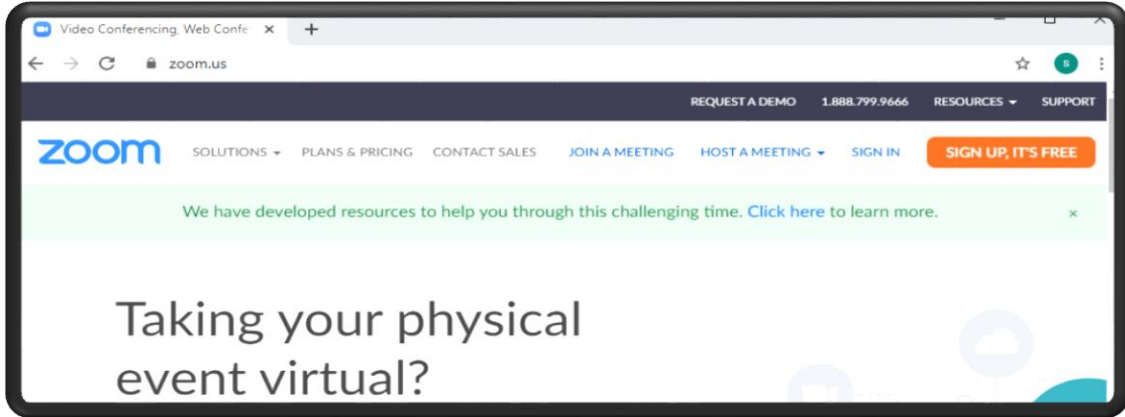 Video Conferencing, Web Confe
zoom.us
S
REQUEST A DEMO 1.888.799.9666 RESOURCES SUPPORT
zoom SOLUTIONS PLANS & PRICING CONTACT SALES JOIN A MEETING HOST A MEETING SIGN IN SIGN UP, IT'S FREE
We have developed resources to help you through this challenging time. Click here to learn more.
Taking your physical
event virtual?